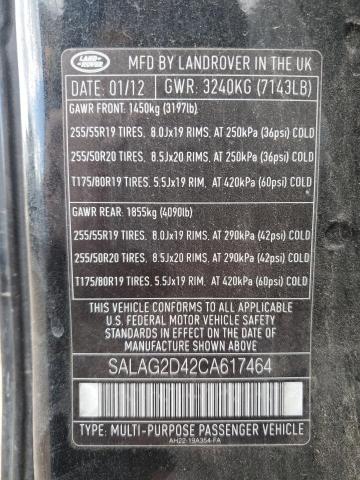 LAND ROVER
MFD BY LANDROVER IN THE UK
DATE: 01/12 GWR: 3240KG (7143LB)
GAWR FRONT: 1450kg (3197lb)
255/55R19 TIRES, 8.0Jx19 RIMS, AT 250kPa (36psi) COLD
255/50R20 TIRES, 8.5Jx20 RIMS, AT 250kPa (36psi) COLD
T175/80R19 TIRES, 5.5Jx19 RIM, AT 420kPa (60psi) COLD
GAWR REAR: 1855kg (4090lb)
255/55R19 TIRES, 8.0Jx19 RIMS, AT 290kPa (42psi) COLD
255/50R20 TIRES, 8.5Jx20 RIMS, AT 290kPa (42psi) COLD
T175/80R19 TIRES, 5.5Jx19 RIM, AT 420kPa (60psi) COLD
THIS VEHICLE CONFORMS TO ALL APPLICABLE
U.S. FEDERAL MOTOR VEHICLE SAFETY
STANDARDS IN EFFECT ON THE DATE OF
MANUFACTURE SHOWN ABOVE
SALAG2D42CA617464
TYPE: MULTI-PURPOSE PASSENGER VEHICLE
AH22-19A354-FA